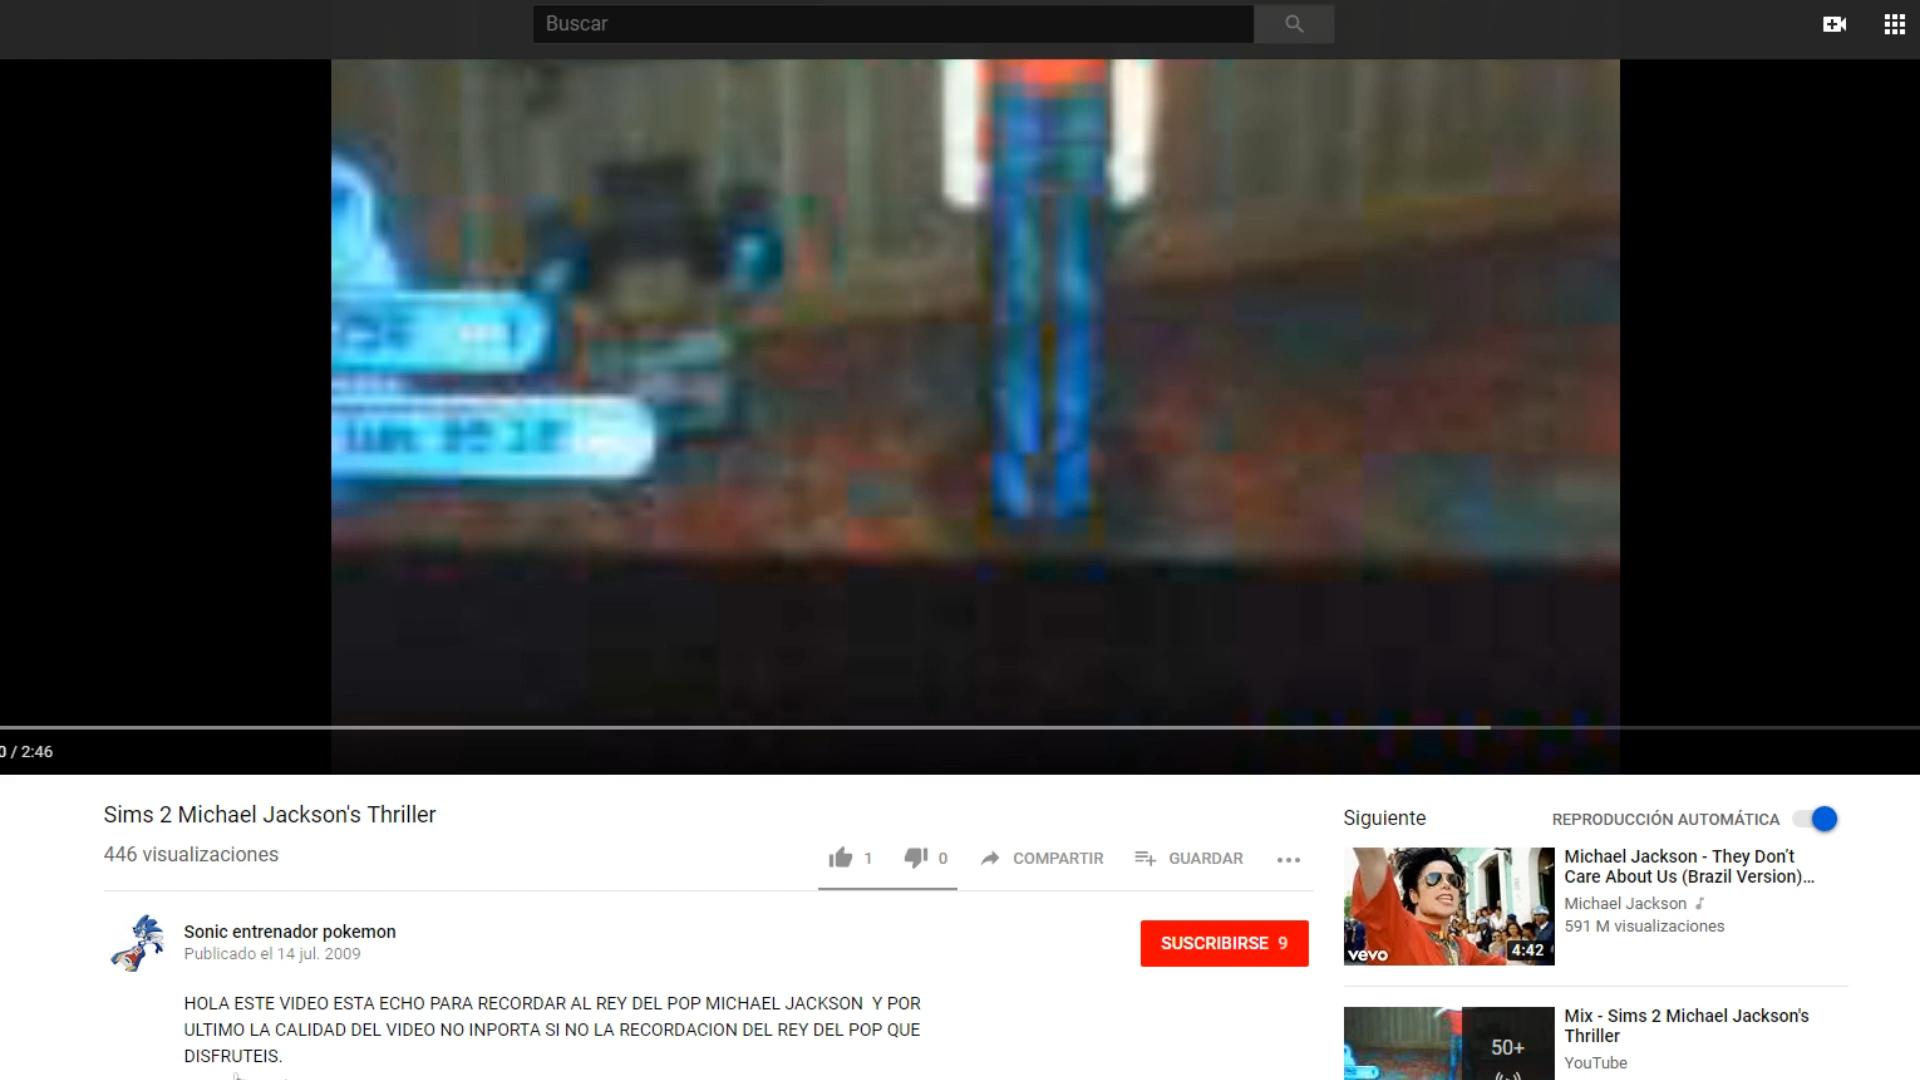 Buscar
0 / 2:46
Sims 2 Michael Jackson's Thriller
446 visualizaciones
1
0
COMPARTIR
GUARDAR
Sonic entrenador pokemon
Publicado el 14 jul. 2009
SUSCRIBIRSE 9
HOLA ESTE VIDEO ESTA ECHO PARA RECORDAR AL REY DEL POP MICHAEL JACKSON Y POR
ULTIMO LA CALIDAD DEL VIDEO NO INPORTA SI NO LA RECORDACION DEL REY DEL POP QUE
DISFRUTEIS.
Siguiente
REPRODUCCIÓN AUTOMÁTICA
vevo
4:42
Michael Jackson - They Don't
Care About Us (Brazil Version)...
Michael Jackson
591 M visualizaciones
50+
Mix - Sims 2 Michael Jackson's
Thriller
YouTube